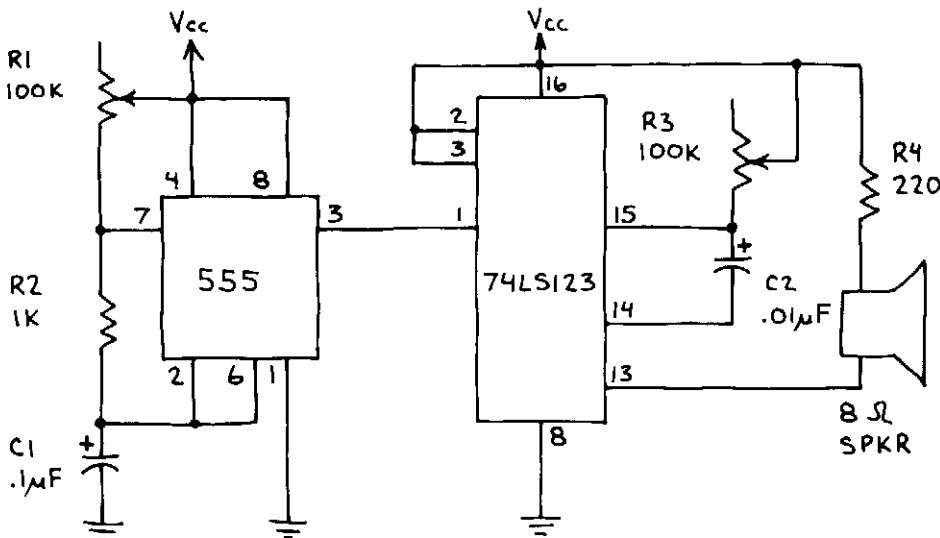 R1
100K
Vcc
4
8
7
3
555
R2
1K
2
6
1
C1
+
.1µF
Vcc
16
2
3
1
74LS123
15
14
13
8
R3
100K
+
C2
.01µF
R4
220
8 Ω
SPKR